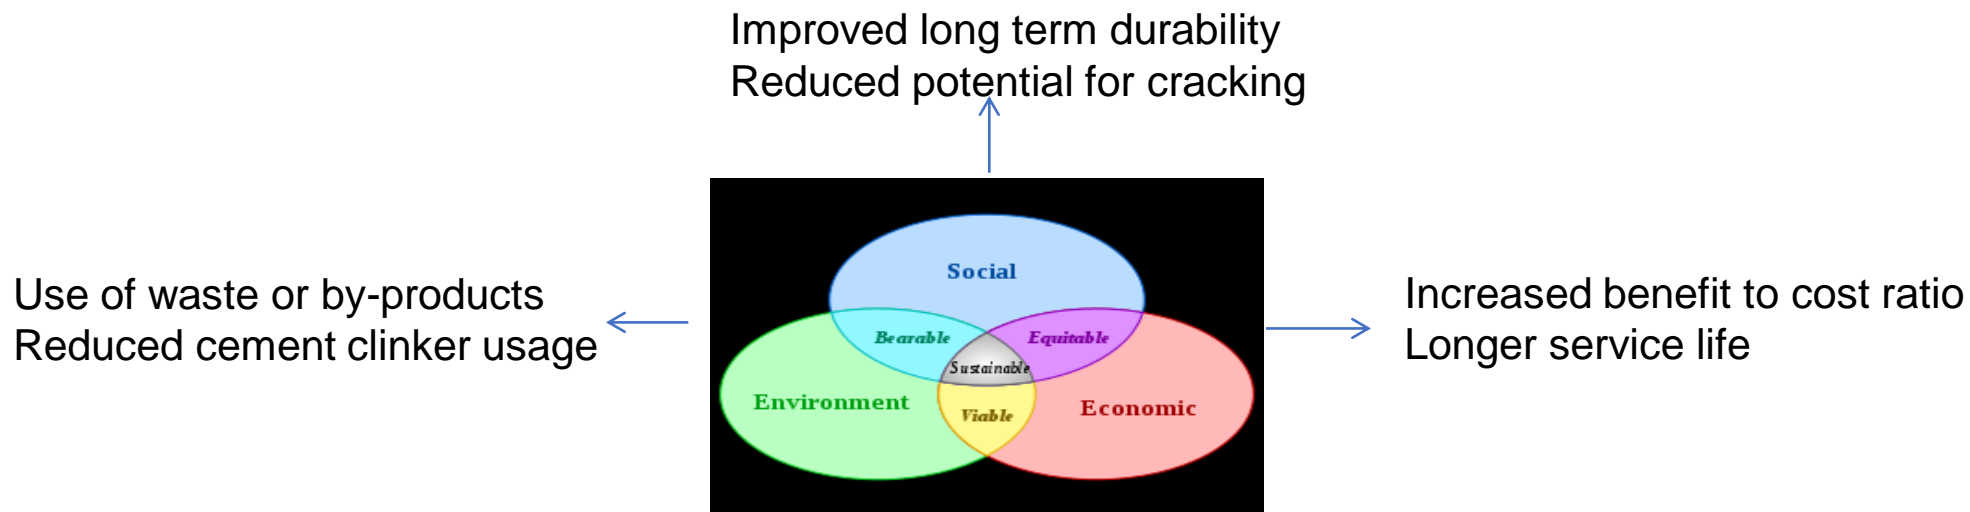 Improved long term durability
Reduced potential for cracking
Use of waste or by-products
Reduced cement clinker usage
Social
Bearable
Equitable
Sustainable
Environment
Viable
Economic
Increased benefit to cost ratio
Longer service life